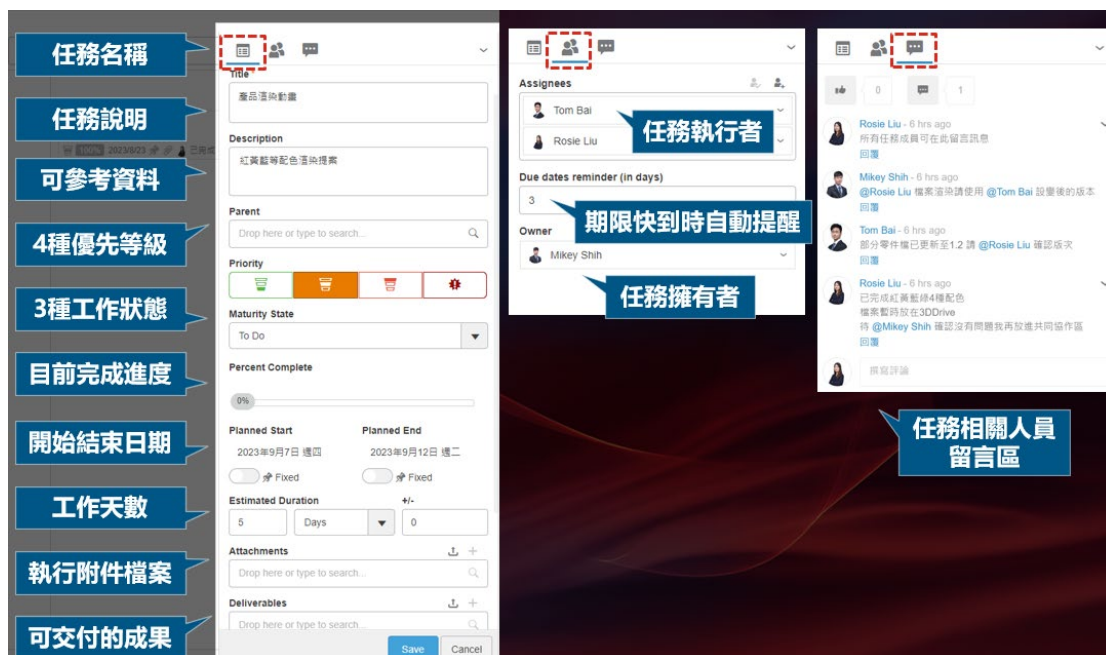 任務名稱
任務說明
100% 2023/8/23 已完成
可參考資料
4種優先等級
3種工作狀態
目前完成進度
開始結束日期
工作天數
執行附件檔案
可交付的成果
Title
產品渲染動畫
Description
紅黃藍等配色渲染提案
Parent
Drop here or type to search...
Priority
Maturity State
To Do
Percent Complete
0%
Planned Start Planned End
2023年9月7日 週四 2023年9月12日 週二
Fixed Fixed
Estimated Duration +/-
5 Days 0
Attachments
Drop here or type to search...
Deliverables
Drop here or type to search...
Save Cancel
Assignees
Tom Bai
Rosie Liu
任務執行者
Due dates reminder (in days)
3
期限快到時自動提醒
Owner
Mikey Shih
任務擁有者
0 1
Rosie Liu - 6 hrs ago
所有任務成員可在此留言訊息
回覆
Mikey Shih - 6 hrs ago
@Rosie Liu 檔案渲染請使用 @Tom Bai 設變後的版本
回覆
Tom Bai - 6 hrs ago
部分零件檔已更新至1.2 請 @Rosie Liu 確認版次
回覆
Rosie Liu - 6 hrs ago
已完成紅黃藍綠4種配色
檔案暫時放在3DDrive
待 @Mikey Shih 確認沒有問題我再放進共同協作區
回覆
撰寫評論
任務相關人員
留言區